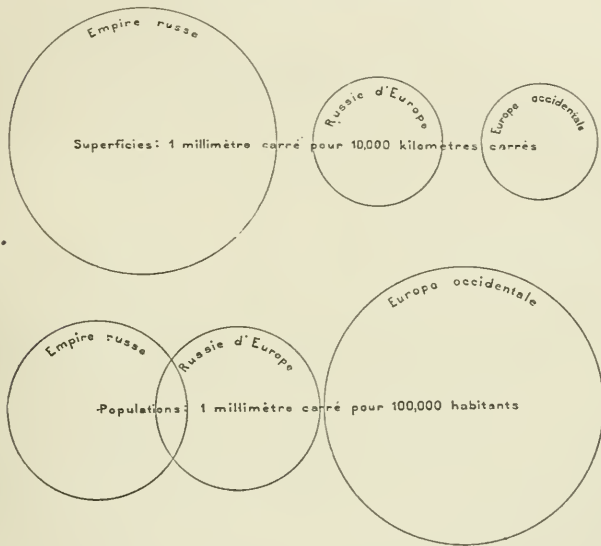 Empire russe
Russie d'Europe
Europe occidentale
Superficies: 1 millimètre carré pour 10,000 kilomètres carrés
Empire russe
Russie d'Europe
Europe occidentale
Populations: 1 millimètre carré pour 100,000 habitants